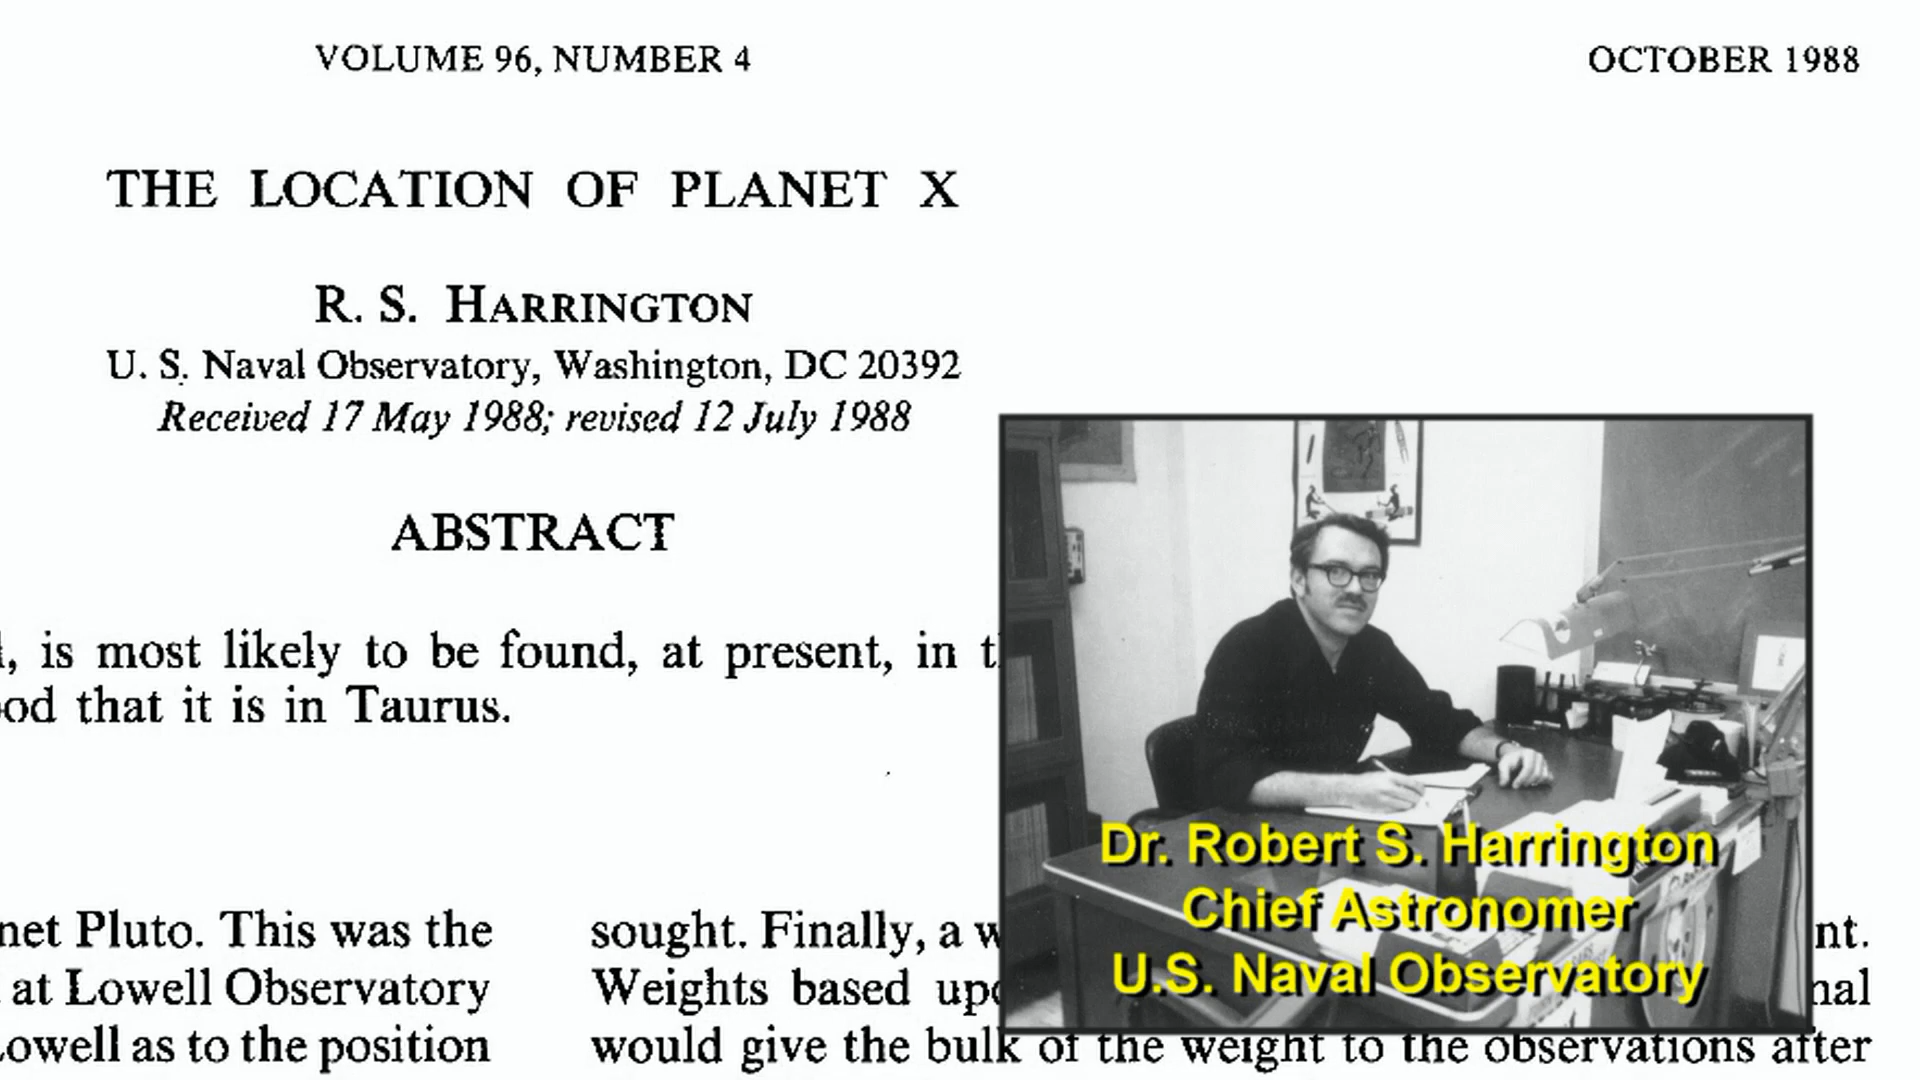 VOLUME 96, NUMBER 4
OCTOBER 1988
THE LOCATION OF PLANET X
R. S. HARRINGTON
U. S. Naval Observatory, Washington, DC 20392
Received 17 May 1988; revised 12 July 1988
ABSTRACT
, is most likely to be found, at present, in
that it is in Taurus.
Pluto. This was the
at Lowell Observatory
Lowell as to the position
sought. Finally, a
Weights based
would give the bulk of the weight to the observations after
Dr. Robert S. Harrington
Chief Astronomer
U.S. Naval Observatory